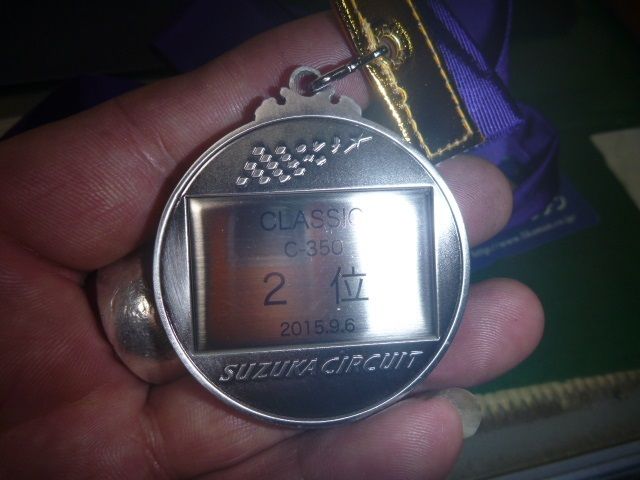 CLASSIC
C-350
2 位
2015.9.6
SUZUKA CIRCUIT